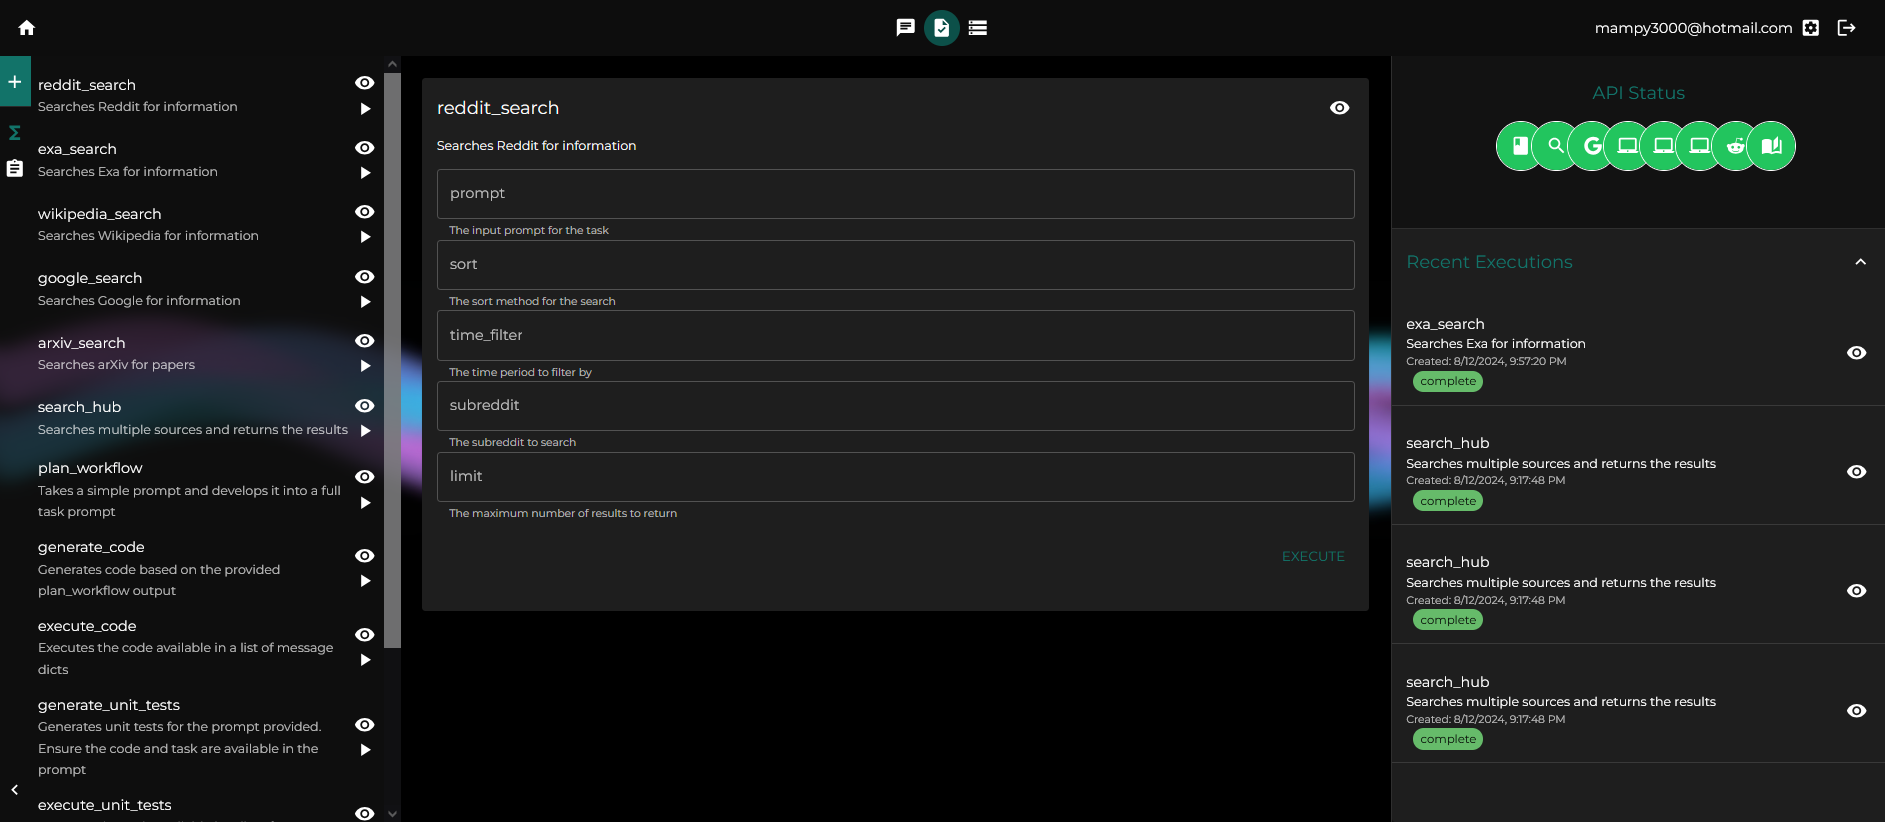 mampy3000@hotmail.com
reddit_search
Searches Reddit for information
exa_search
Searches Exa for information
wikipedia_search
Searches Wikipedia for information
google_search
Searches Google for information
arxiv_search
Searches arXiv for papers
search_hub
Searches multiple sources and returns the results
plan_workflow
Takes a simple prompt and develops it into a full
task prompt
generate_code
Generates code based on the provided
plan_workflow output
execute_code
Executes the code available in a list of message
dicts
generate_unit_tests
Generates unit tests for the prompt provided.
Ensure the code and task are available in the
prompt
execute_unit_tests
reddit_search
Searches Reddit for information
prompt
The input prompt for the task
sort
The sort method for the search
time_filter
The time period to filter by
subreddit
The subreddit to search
limit
The maximum number of results to return
EXECUTE
API Status
Recent Executions
exa_search
Searches Exa for information
Created: 8/12/2024, 9:57:20 PM
complete
search_hub
Searches multiple sources and returns the results
Created: 8/12/2024, 9:17:48 PM
complete
search_hub
Searches multiple sources and returns the results
Created: 8/12/2024, 9:17:48 PM
complete
search_hub
Searches multiple sources and returns the results
Created: 8/12/2024, 9:17:48 PM
complete